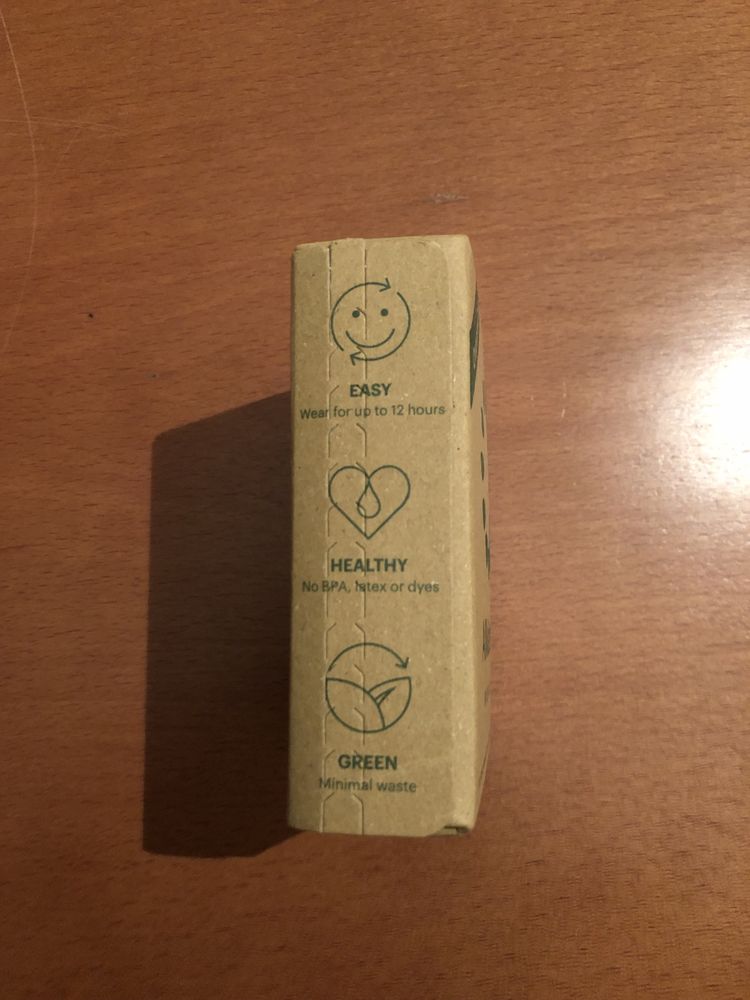 EASY
Wear for up to 12 hours
HEALTHY
No BPA, latex or dyes
GREEN
Minimal waste